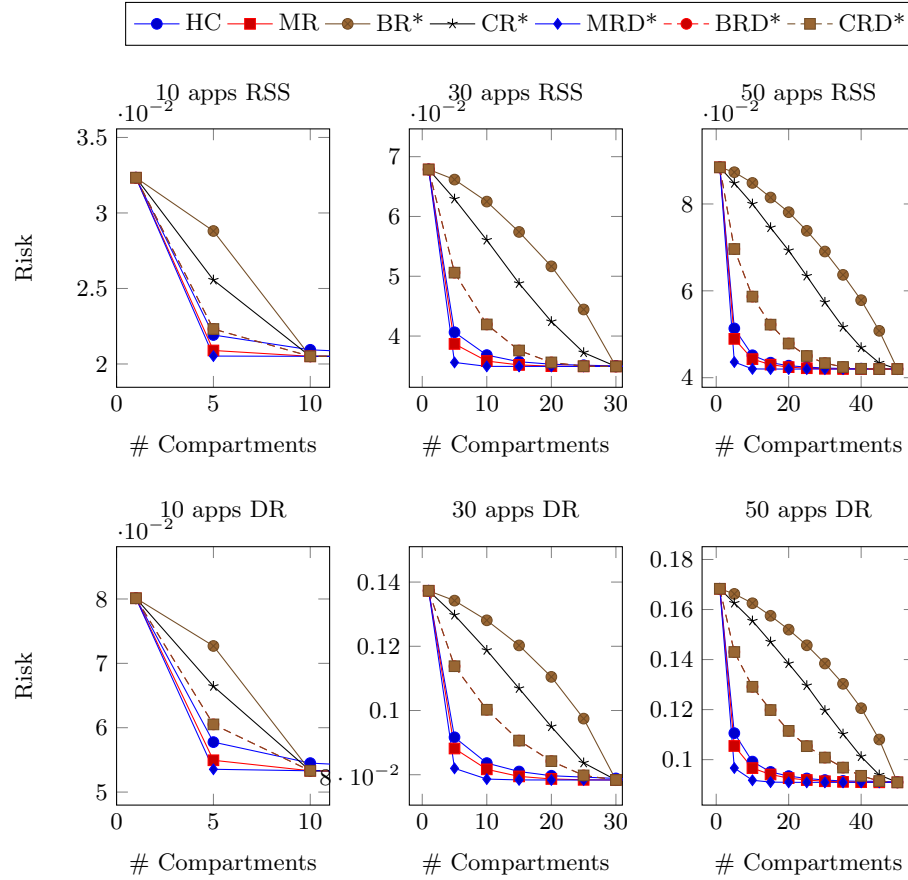 HC MR BR* CR* MRD* BRD* CRD*
10 apps RSS
·10⁻²
3.5
3
2.5
2
0 5 10
Risk
# Compartments
30 apps RSS
·10⁻²
7
6
5
4
0 10 20 30
# Compartments
50 apps RSS
·10⁻²
8
6
4
0 20 40
# Compartments
10 apps DR
·10⁻²
8
7
6
5
0 5 10
Risk
# Compartments
30 apps DR
0.14
0.12
0.1
8 · 10⁻²
0 10 20 30
# Compartments
50 apps DR
0.18
0.16
0.14
0.12
0.1
0 20 40
# Compartments